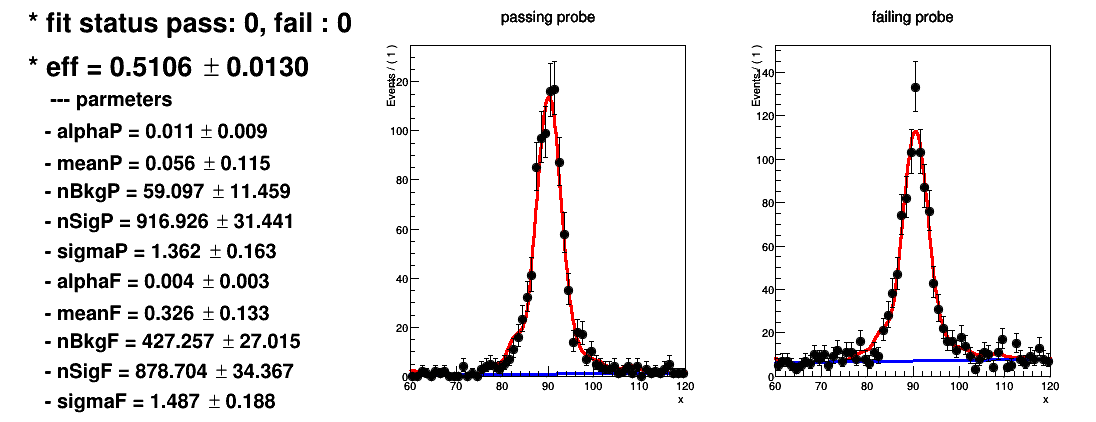 * fit status pass: 0, fail : 0
* eff = 0.5106 ± 0.0130
--- parmeters
- alphaP = 0.011 ± 0.009
- meanP = 0.056 ± 0.115
- nBkgP = 59.097 ± 11.459
- nSigP = 916.926 ± 31.441
- sigmaP = 1.362 ± 0.163
- alphaF = 0.004 ± 0.003
- meanF = 0.326 ± 0.133
- nBkgF = 427.257 ± 27.015
- nSigF = 878.704 ± 34.367
- sigmaF = 1.487 ± 0.188
passing probe
Events / ( 1 )
120
100
80
60
40
20
0
60 70 80 90 100 110 120
x
failing probe
Events / ( 1 )
140
120
100
80
60
40
20
0
60 70 80 90 100 110 120
x